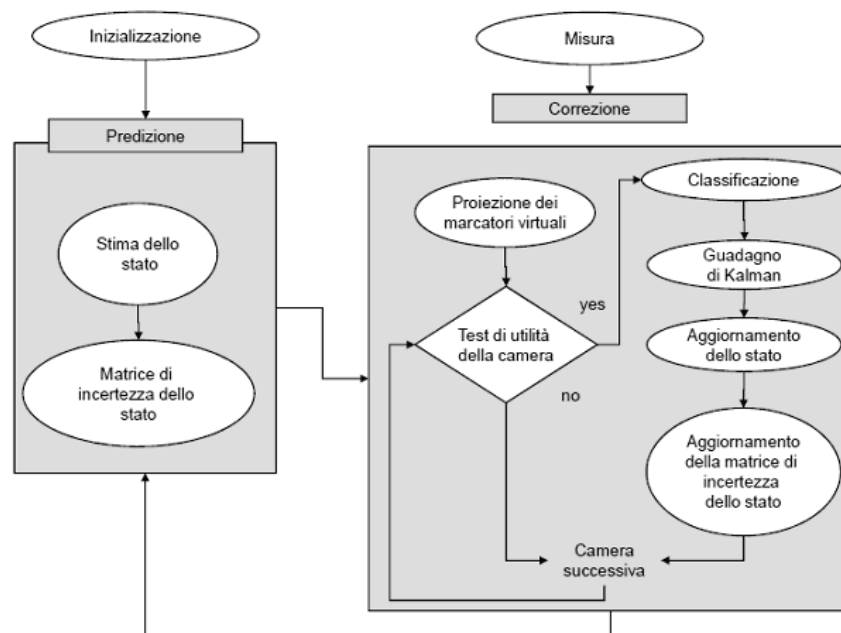 Inizializzazione
Predizione
Stima dello
stato
Matrice di
incertezza dello
stato
Misura
Correzione
Proiezione dei
marcatori virtuali
Test di utilità
della camera
yes
no
Classificazione
Guadagno
di Kalman
Aggiornamento
dello stato
Aggiornamento
della matrice di
incertezza
dello stato
Camera
successiva